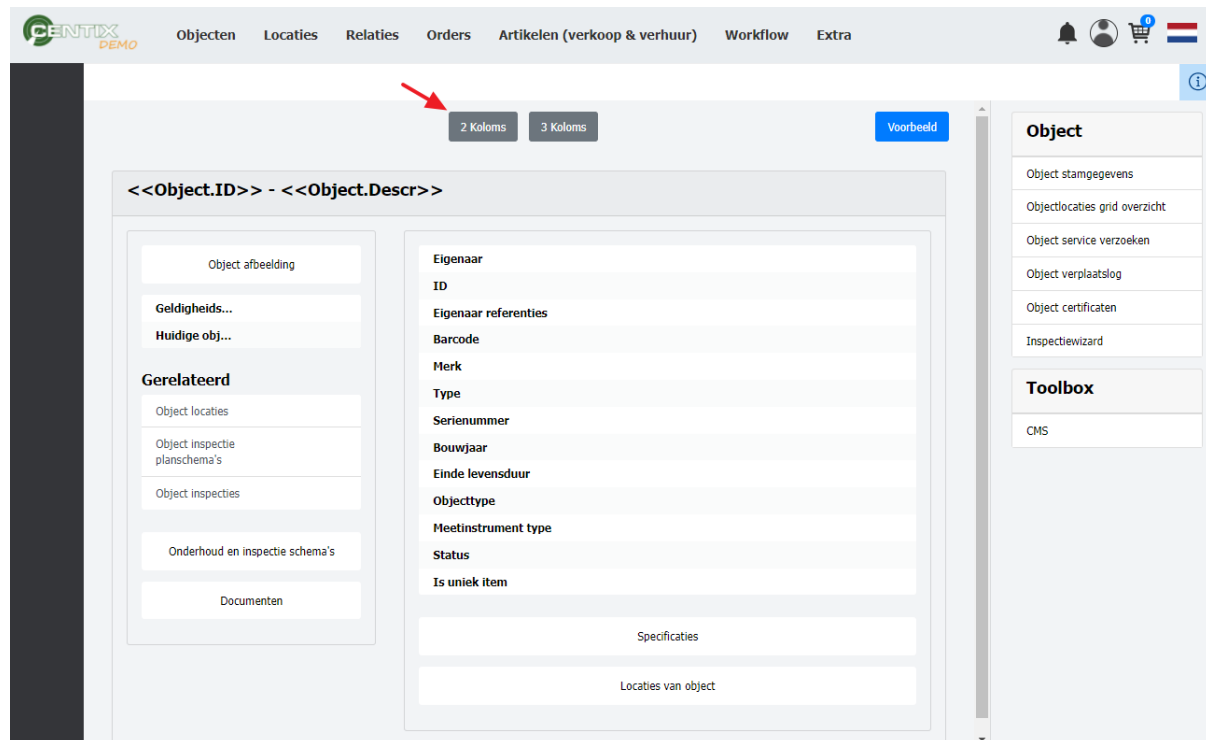 CENTIX
DEMO
Objecten Locaties Relaties Orders Artikelen (verkoop & verhuur) Workflow Extra
0
2 Koloms 3 Koloms Voorbeeld
<<Object.ID>> - <<Object.Descr>>
Object afbeelding
Geldigheids...
Huidige obj...
Gerelateerd
Object locaties
Object inspectie
planschema's
Object inspecties
Onderhoud en inspectie schema's
Documenten
Eigenaar
ID
Eigenaar referenties
Barcode
Merk
Type
Serienummer
Bouwjaar
Einde levensduur
Objecttype
Meetinstrument type
Status
Is uniek item
Specificaties
Locaties van object
Object
Object stamgegevens
Objectlocaties grid overzicht
Object service verzoeken
Object verplaatslog
Object certificaten
Inspectiewizard
Toolbox
CMS